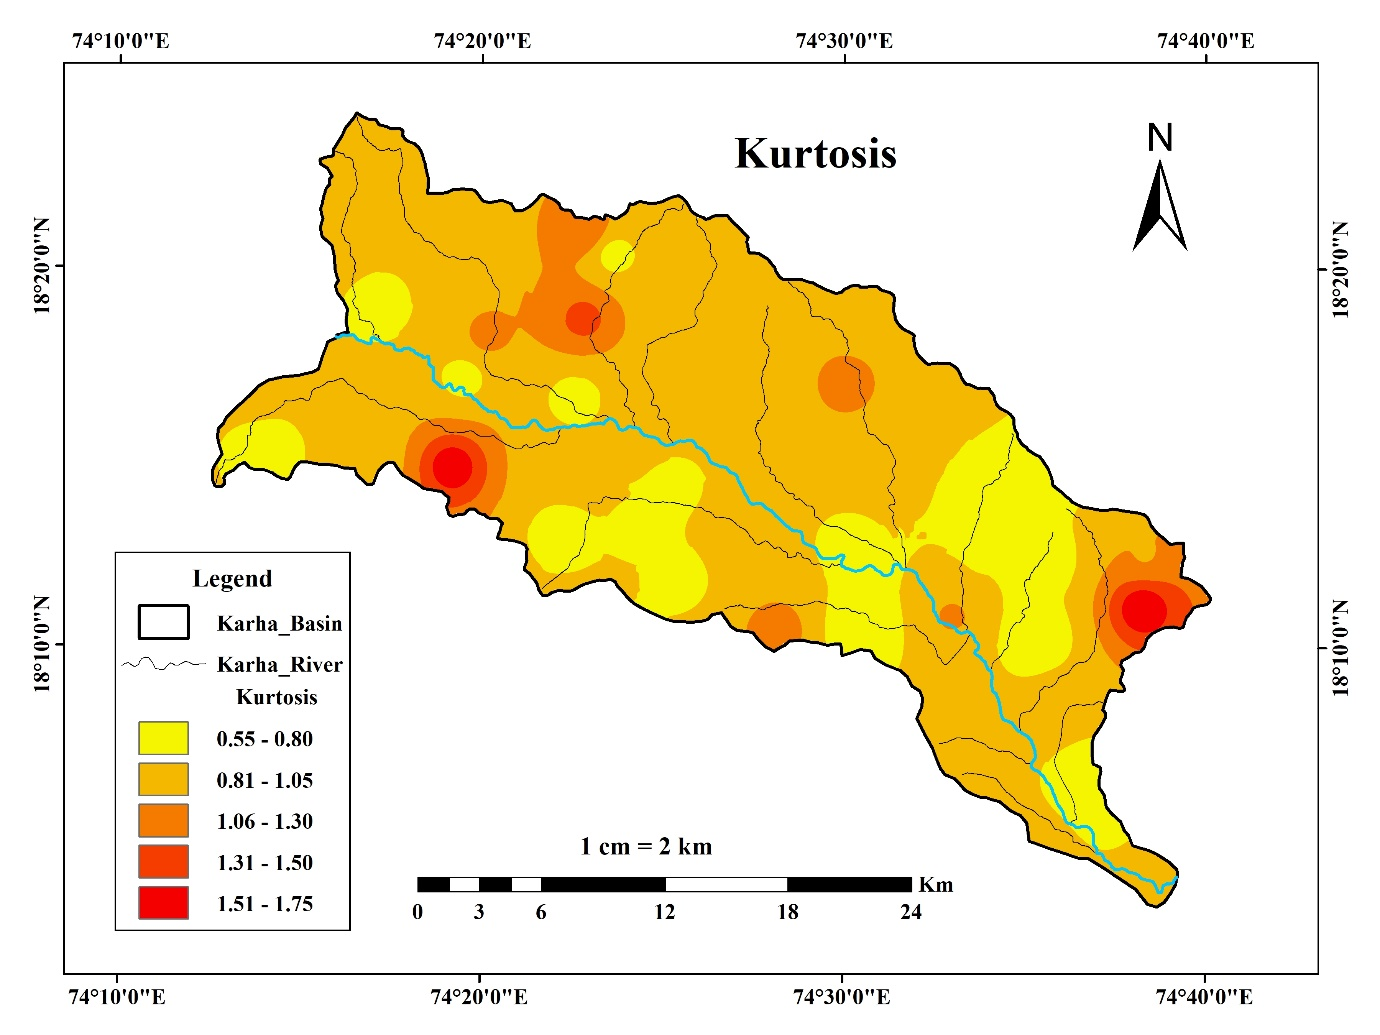 74°10'0"E 74°20'0"E 74°30'0"E 74°40'0"E
Kurtosis
N
18°20'0"N 18°20'0"N
18°10'0"N 18°10'0"N
Legend
Karha_Basin
Karha_River
Kurtosis
0.55 - 0.80
0.81 - 1.05
1.06 - 1.30
1.31 - 1.50
1.51 - 1.75
1 cm = 2 km
Km
0 3 6 12 18 24
74°10'0"E 74°20'0"E 74°30'0"E 74°40'0"E